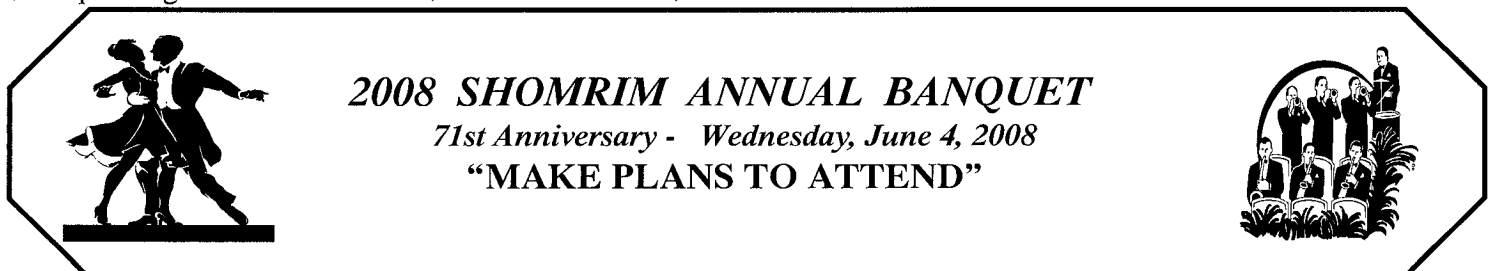 2008 SHOMRIM ANNUAL BANQUET
71st Anniversary - Wednesday, June 4, 2008
“MAKE PLANS TO ATTEND”